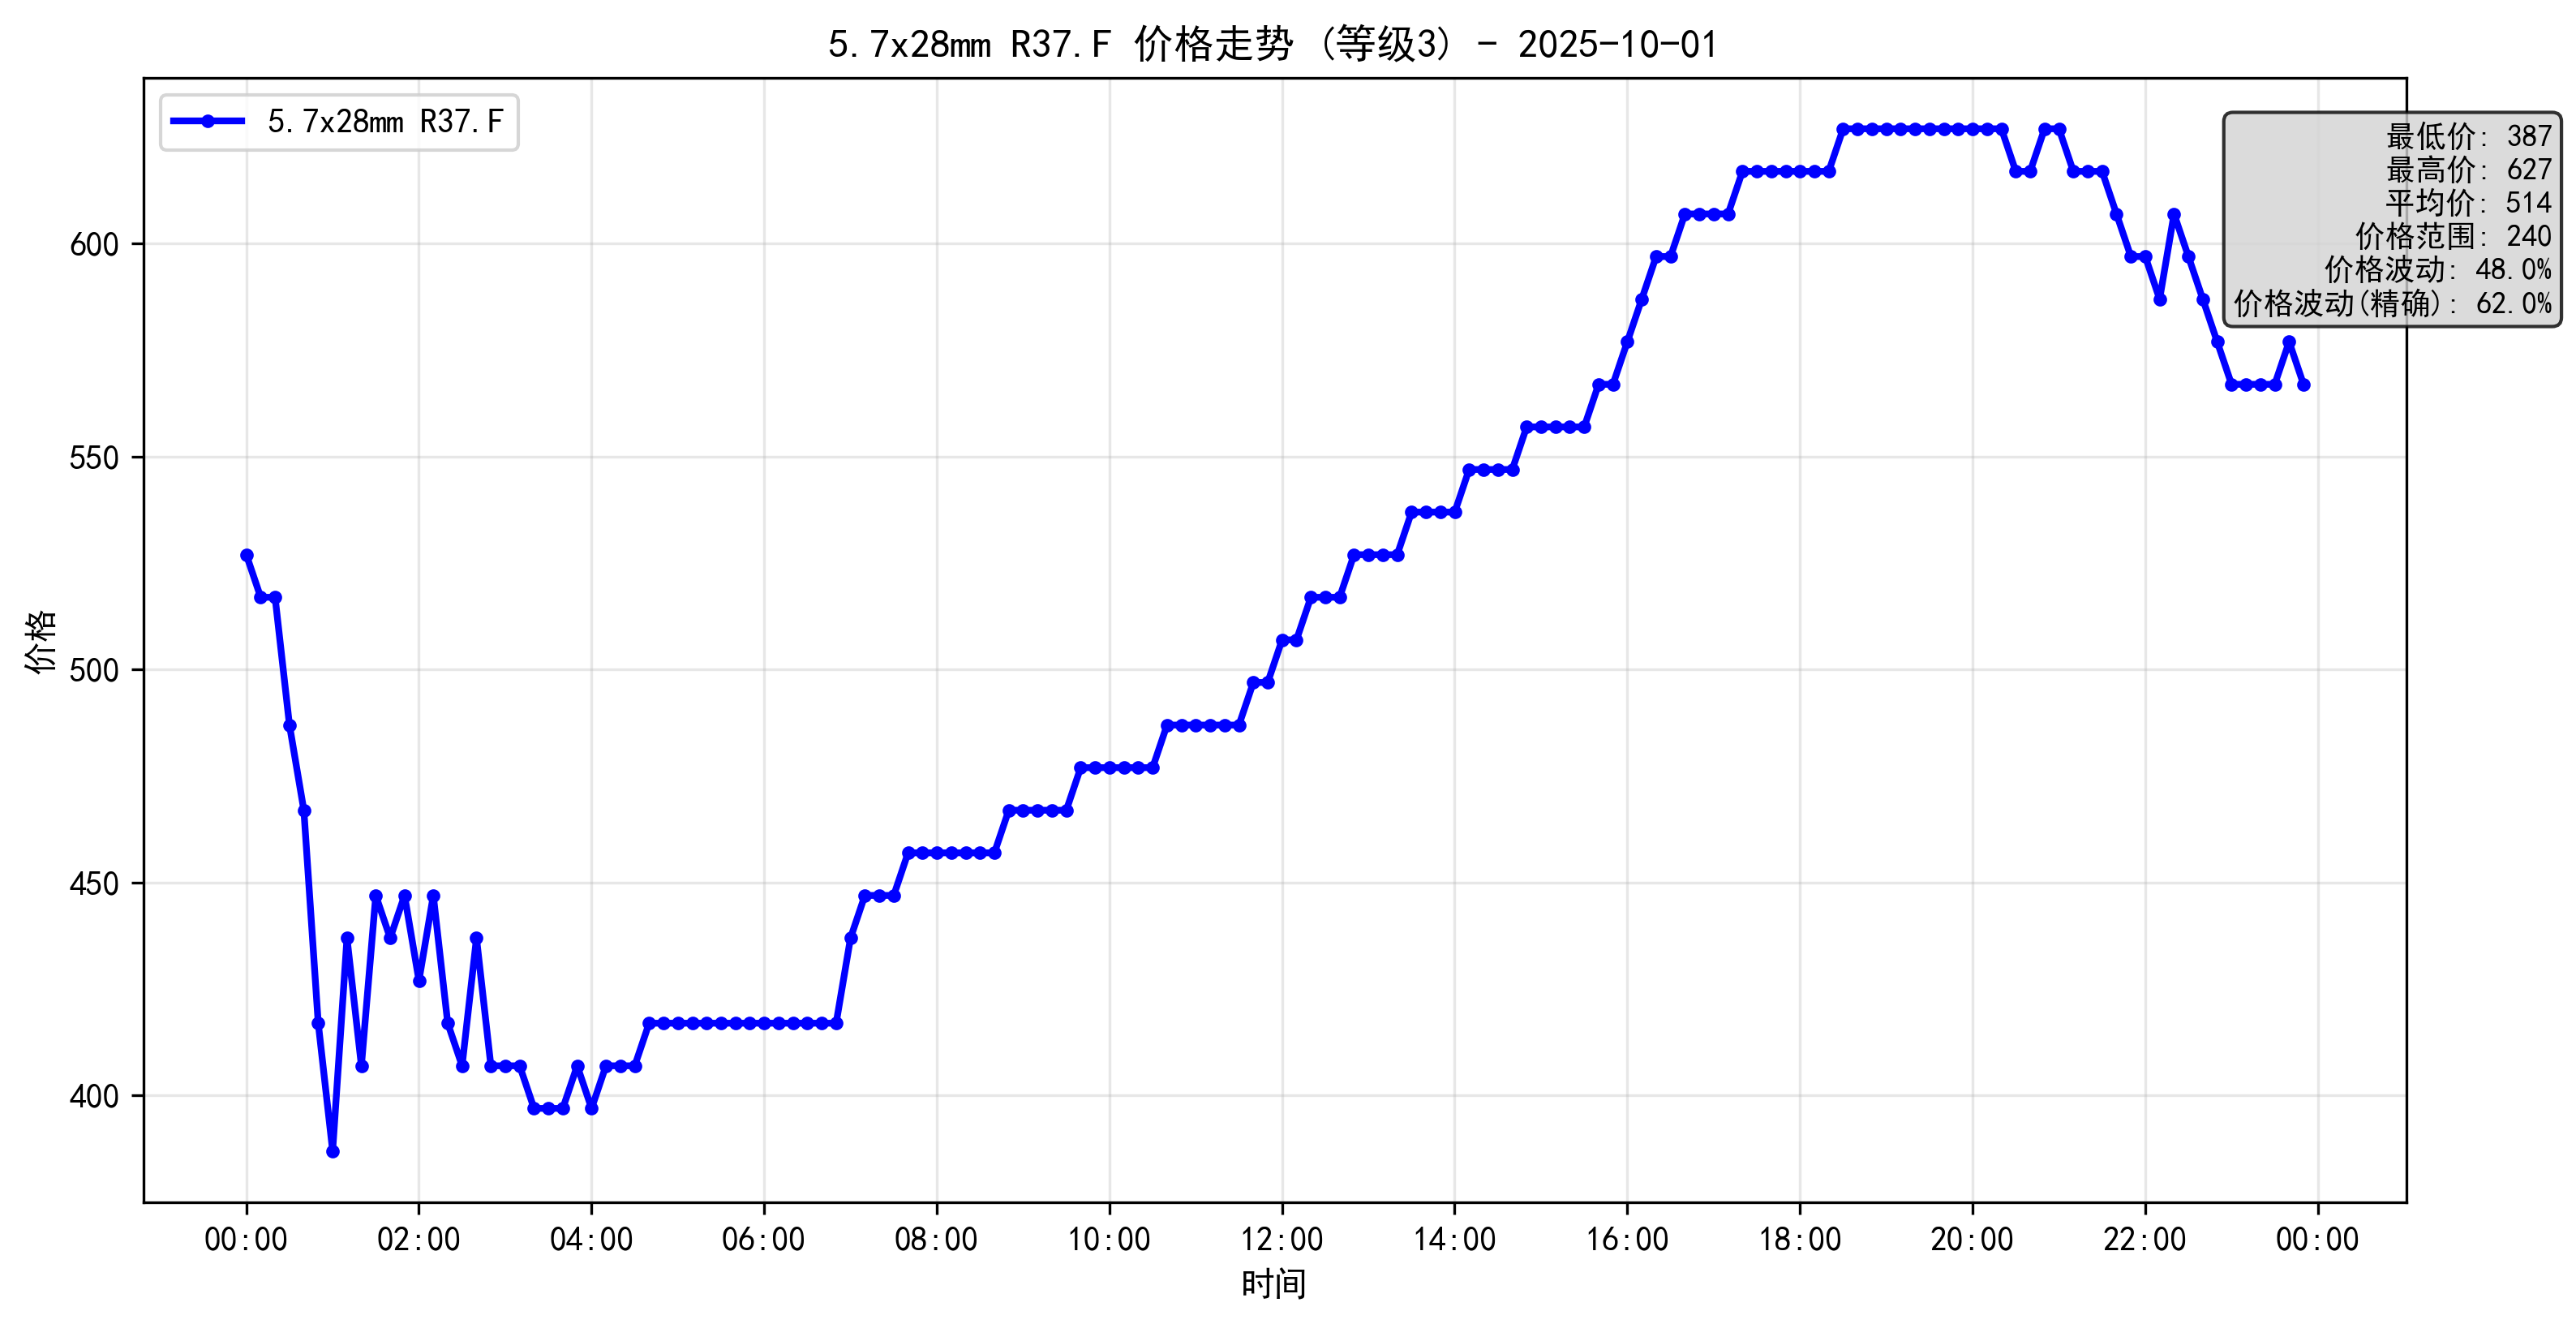 5.7x28mm R37.F 价格走势 (等级3) - 2025-10-01
5.7x28mm R37.F
最低价: 387
最高价: 627
平均价: 514
价格范围: 240
价格波动: 48.0%
价格波动(精确): 62.0%
价格
600
550
500
450
400
00:00 02:00 04:00 06:00 08:00 10:00 12:00 14:00 16:00 18:00 20:00 22:00 00:00
时间